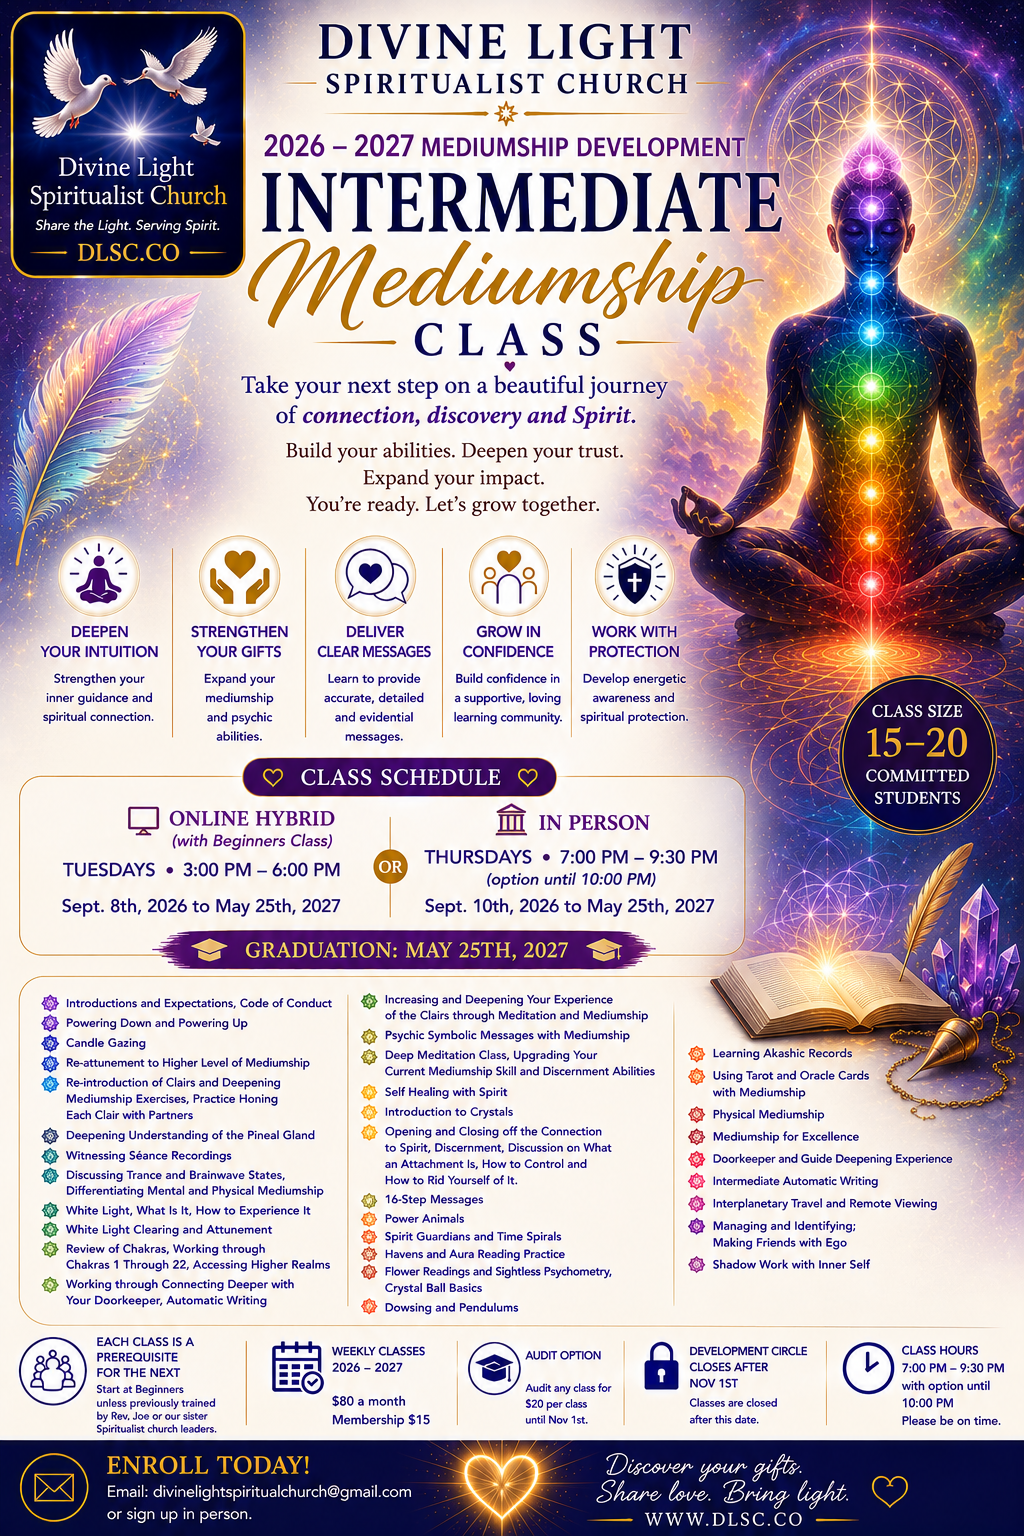 Divine Light
Spiritualist Church
Share the Light. Serving Spirit.
DLSC.CO
DIVINE LIGHT
SPIRITUALIST CHURCH
2026 – 2027 MEDIUMSHIP DEVELOPMENT
INTERMEDIATE
Mediumship
CLASS
Take your next step on a beautiful journey
of connection, discovery and Spirit.
Build your abilities. Deepen your trust.
Expand your impact.
You're ready. Let's grow together.
DEEPEN
YOUR INTUITION
Strengthen your
inner guidance and
spiritual connection.
STRENGTHEN
YOUR GIFTS
Expand your
mediumship
and psychic
abilities.
DELIVER
CLEAR MESSAGES
Learn to provide
accurate, detailed
and evidential
messages.
GROW IN
CONFIDENCE
Build confidence in
a supportive, loving
learning community.
WORK WITH
PROTECTION
Develop energetic
awareness and
spiritual protection.
CLASS SIZE
15–20
COMMITTED
STUDENTS
CLASS SCHEDULE
ONLINE HYBRID
(with Beginners Class)
TUESDAYS • 3:00 PM – 6:00 PM
Sept. 8th, 2026 to May 25th, 2027
OR
IN PERSON
THURSDAYS • 7:00 PM – 9:30 PM
(option until 10:00 PM)
Sept. 10th, 2026 to May 25th, 2027
GRADUATION: MAY 25TH, 2027
Introductions and Expectations, Code of Conduct
Powering Down and Powering Up
Candle Gazing
Re-attunement to Higher Level of Mediumship
Re-introduction of Clairs and Deepening
Mediumship Exercises, Practice Honing
Each Clair with Partners
Deepening Understanding of the Pineal Gland
Witnessing Séance Recordings
Discussing Trance and Brainwave States,
Differentiating Mental and Physical Mediumship
White Light, What Is It, How to Experience It
White Light Clearing and Attunement
Review of Chakras, Working through
Chakras 1 Through 22, Accessing Higher Realms
Working through Connecting Deeper with
Your Doorkeeper, Automatic Writing
Increasing and Deepening Your Experience
of the Clairs through Meditation and Mediumship
Psychic Symbolic Messages with Mediumship
Deep Meditation Class, Upgrading Your
Current Mediumship Skill and Discernment Abilities
Self Healing with Spirit
Introduction to Crystals
Opening and Closing off the Connection
to Spirit, Discernment, Discussion on What
an Attachment Is, How to Control and
How to Rid Yourself of It.
16-Step Messages
Power Animals
Spirit Guardians and Time Spirals
Havens and Aura Reading Practice
Flower Readings and Sightless Psychometry,
Crystal Ball Basics
Dowsing and Pendulums
Learning Akashic Records
Using Tarot and Oracle Cards
with Mediumship
Physical Mediumship
Mediumship for Excellence
Doorkeeper and Guide Deepening Experience
Intermediate Automatic Writing
Interplanetary Travel and Remote Viewing
Managing and Identifying;
Making Friends with Ego
Shadow Work with Inner Self
EACH CLASS IS A
PREREQUISITE
FOR THE NEXT
Start at Beginners
unless previously trained
by Rev, Joe or our sister
Spiritualist church leaders.
WEEKLY CLASSES
2026 – 2027
$80 a month
Membership $15
AUDIT OPTION
Audit any class for
$20 per class
until Nov 1st.
DEVELOPMENT CIRCLE
CLOSES AFTER
NOV 1ST
Classes are closed
after this date.
CLASS HOURS
7:00 PM – 9:30 PM
with option until
10:00 PM
Please be on time.
ENROLL TODAY!
Email: divinelightspiritualchurch@gmail.com
or sign up in person.
Discover your gifts.
Share love. Bring light.
WWW.DLSC.CO